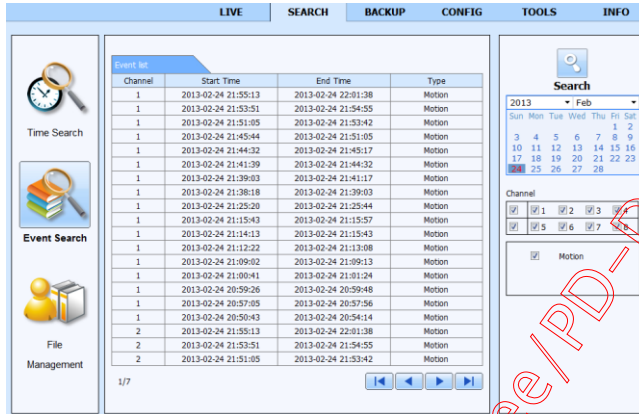 LIVE SEARCH BACKUP CONFIG TOOLS INFO
Time Search
Event Search
File
Management
Event list
Channel Start Time End Time Type
1 2013-02-24 21:55:13 2013-02-24 22:01:38 Motion
1 2013-02-24 21:53:51 2013-02-24 21:54:55 Motion
1 2013-02-24 21:51:05 2013-02-24 21:53:42 Motion
1 2013-02-24 21:45:44 2013-02-24 21:51:05 Motion
1 2013-02-24 21:44:32 2013-02-24 21:45:17 Motion
1 2013-02-24 21:41:39 2013-02-24 21:44:32 Motion
1 2013-02-24 21:39:03 2013-02-24 21:41:17 Motion
1 2013-02-24 21:38:18 2013-02-24 21:39:03 Motion
1 2013-02-24 21:25:20 2013-02-24 21:25:44 Motion
1 2013-02-24 21:15:43 2013-02-24 21:15:57 Motion
1 2013-02-24 21:14:13 2013-02-24 21:15:43 Motion
1 2013-02-24 21:12:22 2013-02-24 21:13:08 Motion
1 2013-02-24 21:09:02 2013-02-24 21:09:13 Motion
1 2013-02-24 21:00:41 2013-02-24 21:01:24 Motion
1 2013-02-24 20:59:26 2013-02-24 20:59:48 Motion
1 2013-02-24 20:57:05 2013-02-24 20:57:56 Motion
1 2013-02-24 20:50:43 2013-02-24 20:54:14 Motion
2 2013-02-24 21:55:13 2013-02-24 22:01:38 Motion
2 2013-02-24 21:53:51 2013-02-24 21:54:55 Motion
2 2013-02-24 21:51:05 2013-02-24 21:53:42 Motion
1/7
Search
2013 Feb
Sun Mon Tue Wed Thu Fri Sat
1 2
3 4 5 6 7 8 9
10 11 12 13 14 15 16
17 18 19 20 21 22 23
24 25 26 27 28
Channel
1 2 3 4
5 6 7 8
Motion
ee/PD-